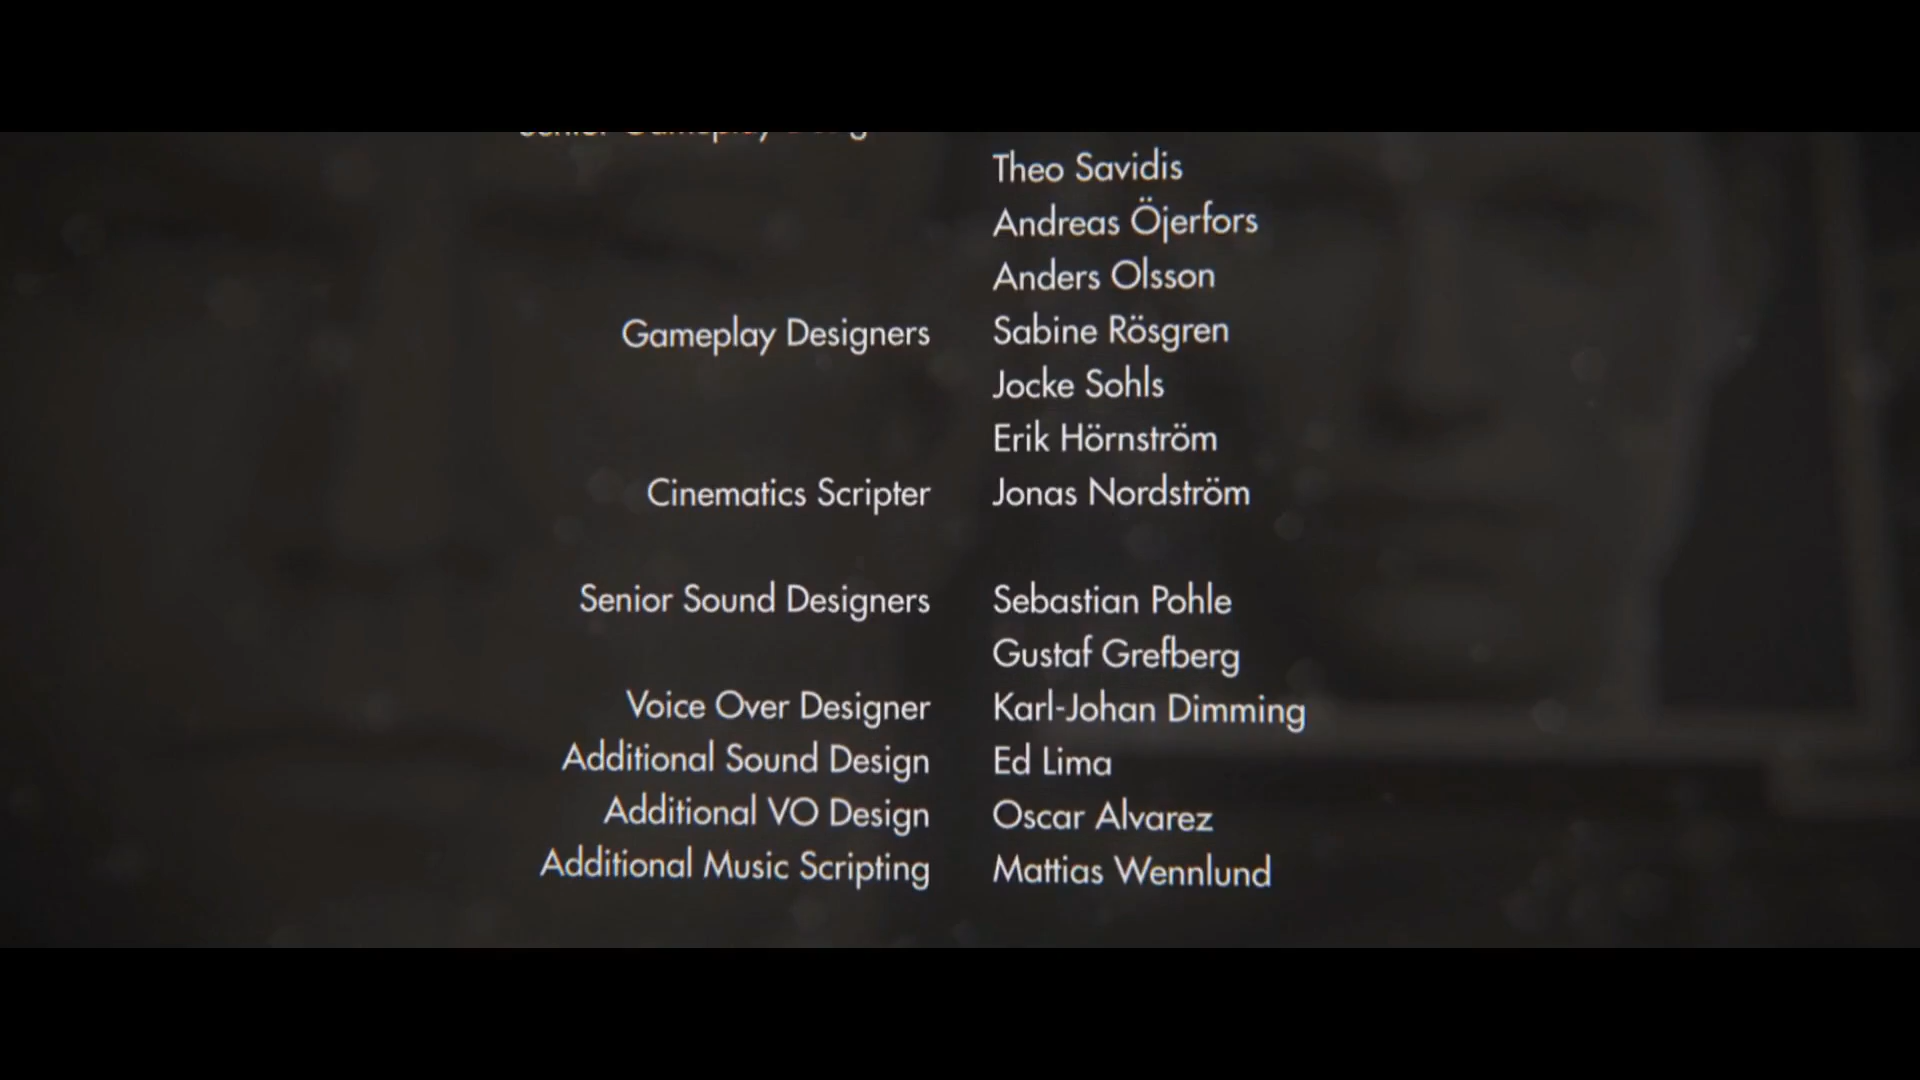 Theo Savidis
Andreas Öjerfors
Anders Olsson
Gameplay Designers Sabine Rösgren
Jocke Sohls
Erik Hörnström
Cinematics Scripter Jonas Nordström
Senior Sound Designers Sebastian Pohle
Gustaf Grefberg
Voice Over Designer Karl-Johan Dimming
Additional Sound Design Ed Lima
Additional VO Design Oscar Alvarez
Additional Music Scripting Mattias Wennlund